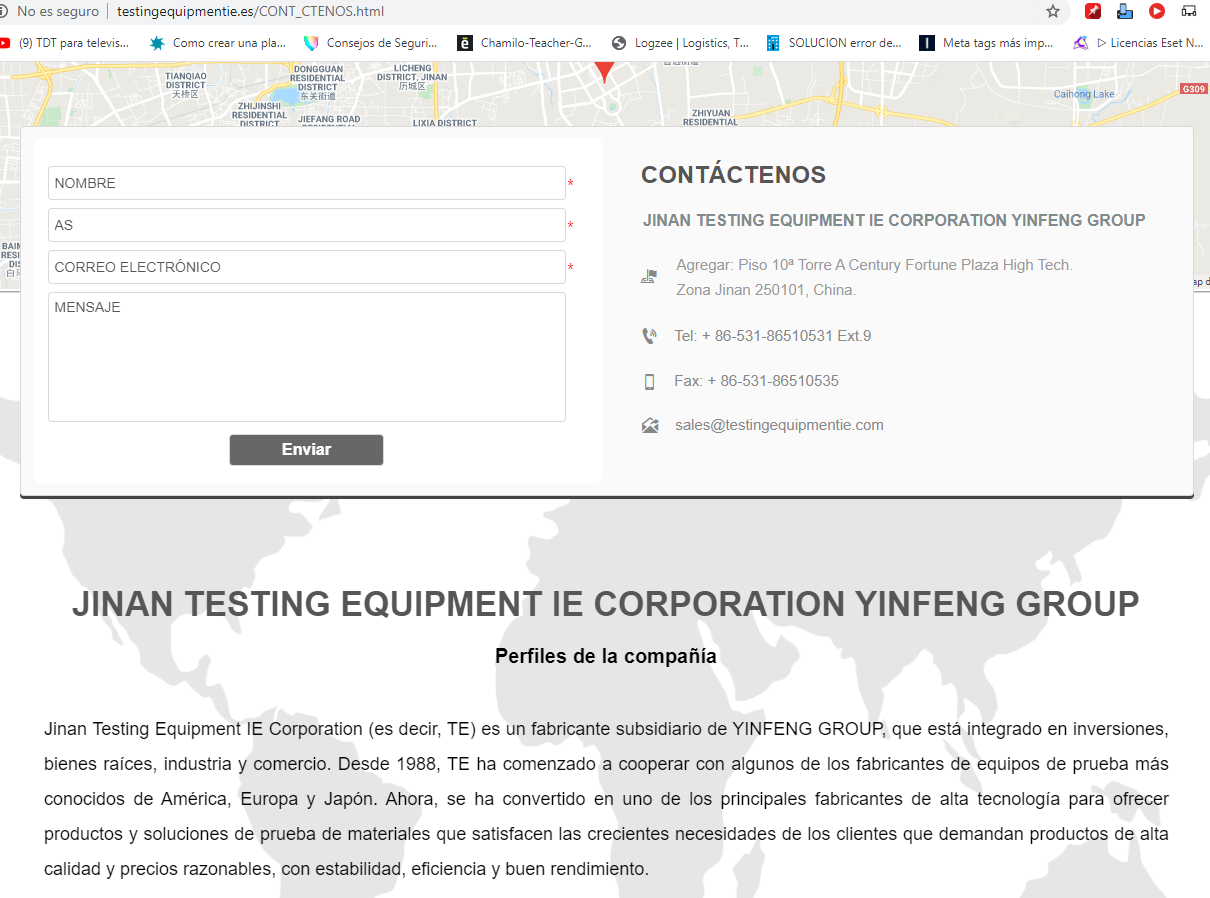 No es seguro | testingequipmentie.es/CONT_CTENOS.html
(9) TDT para televis... Como crear una pla... Consejos de Seguri... Chamilo-Teacher-G... Logzee | Logistics, T... SOLUCION error de... Meta tags más imp... ▷ Licencias Eset N...
TIANQIAO
DISTRICT
天桥区
DONGGUAN
RESIDENTIAL
DISTRICT
东关街道
LICHENG
DISTRICT, JINAN
历城区
ZHIJINSHI
RESIDENTIAL
DISTRICT
JIEFANG ROAD
RESIDENTIAL
LIXIA DISTRICT
ZHIYUAN
RESIDENTIAL
Caihong Lake
G309
NOMBRE *
AS *
CORREO ELECTRÓNICO *
MENSAJE
Enviar
CONTÁCTENOS
JINAN TESTING EQUIPMENT IE CORPORATION YINFENG GROUP
Agregar: Piso 10ª Torre A Century Fortune Plaza High Tech.
Zona Jinan 250101, China.
Tel: + 86-531-86510531 Ext.9
Fax: + 86-531-86510535
sales@testingequipmentie.com
JINAN TESTING EQUIPMENT IE CORPORATION YINFENG GROUP
Perfiles de la compañía
Jinan Testing Equipment IE Corporation (es decir, TE) es un fabricante subsidiario de YINFENG GROUP, que está integrado en inversiones,
bienes raíces, industria y comercio. Desde 1988, TE ha comenzado a cooperar con algunos de los fabricantes de equipos de prueba más
conocidos de América, Europa y Japón. Ahora, se ha convertido en uno de los principales fabricantes de alta tecnología para ofrecer
productos y soluciones de prueba de materiales que satisfacen las crecientes necesidades de los clientes que demandan productos de alta
calidad y precios razonables, con estabilidad, eficiencia y buen rendimiento.